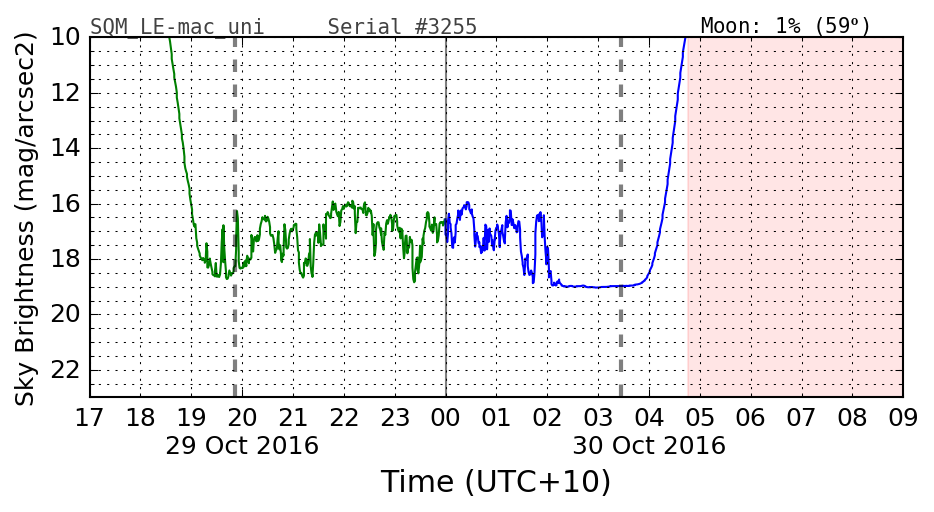 SQM_LE-mac_uni Serial #3255 Moon: 1% (59°)
Sky Brightness (mag/arcsec2)
10
12
14
16
18
20
22
17 18 19 20 21 22 23 00 01 02 03 04 05 06 07 08 09
29 Oct 2016 30 Oct 2016
Time (UTC+10)